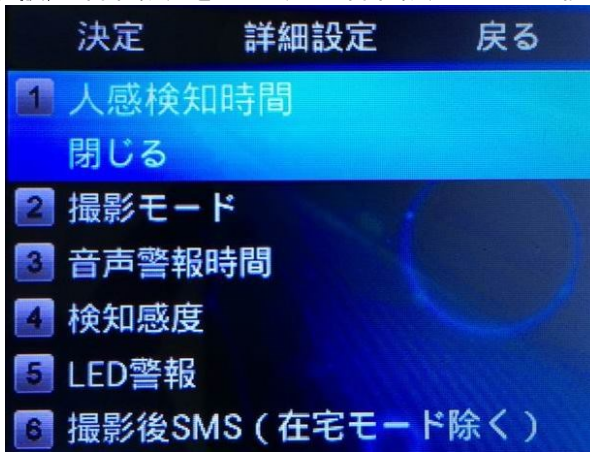 決定 詳細設定 戻る
1 人感検知時間
閉じる
2 撮影モード
3 音声警報時間
4 検知感度
5 LED警報
6 撮影後SMS(在宅モード除く)